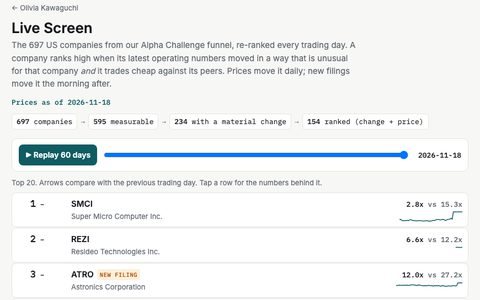 ← Olivia Kawaguchi
Live Screen
The 697 US companies from our Alpha Challenge funnel, re-ranked every trading day. A
company ranks high when its latest operating numbers moved in a way that is unusual
for that company and it trades cheap against its peers. Prices move it daily; new filings
move it the morning after.
Prices as of 2026-11-18
697 companies → 595 measurable → 234 with a material change → 154 ranked (change + price)
▶ Replay 60 days 2026-11-18
Top 20. Arrows compare with the previous trading day. Tap a row for the numbers behind it.
1 – SMCI 2.8x vs 15.3x
Super Micro Computer Inc.
2 – REZI 6.6x vs 12.2x
Resideo Technologies Inc.
3 – ATRO NEW FILING 12.0x vs 27.2x
Astronics Corporation